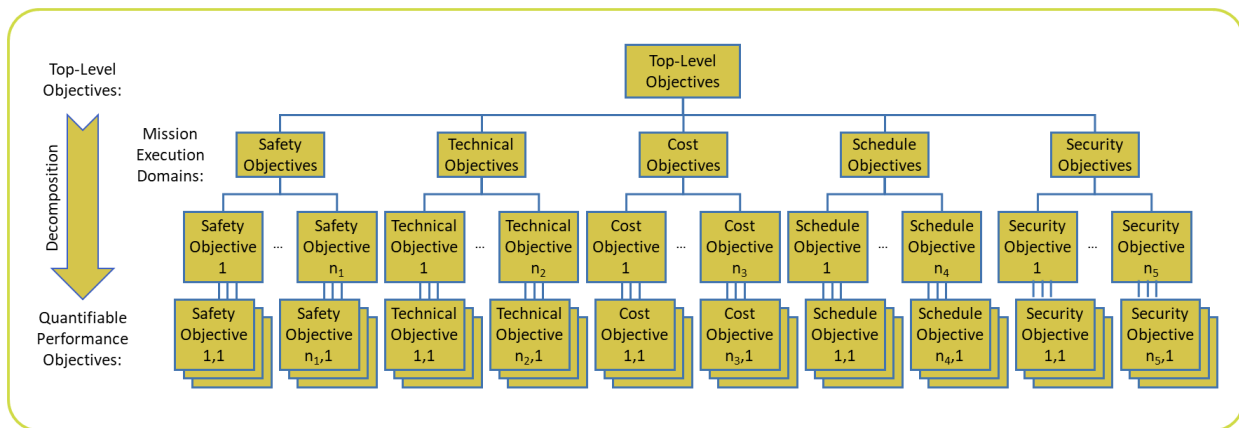 Top-Level
Objectives:
Top-Level
Objectives
Mission
Execution
Domains:
Safety
Objectives
Technical
Objectives
Cost
Objectives
Schedule
Objectives
Security
Objectives
Decomposition
Safety
Objective
1
...
Safety
Objective
n₁
Technical
Objective
1
...
Technical
Objective
n₂
Cost
Objective
1
...
Cost
Objective
n₃
Schedule
Objective
1
...
Schedule
Objective
n₄
Security
Objective
1
...
Security
Objective
n₅
Quantifiable
Performance
Objectives:
Safety
Objective
1,1
Safety
Objective
n₁,1
Technical
Objective
1,1
Technical
Objective
n₂,1
Cost
Objective
1,1
Cost
Objective
n₃,1
Schedule
Objective
1,1
Schedule
Objective
n₄,1
Security
Objective
1,1
Security
Objective
n₅,1